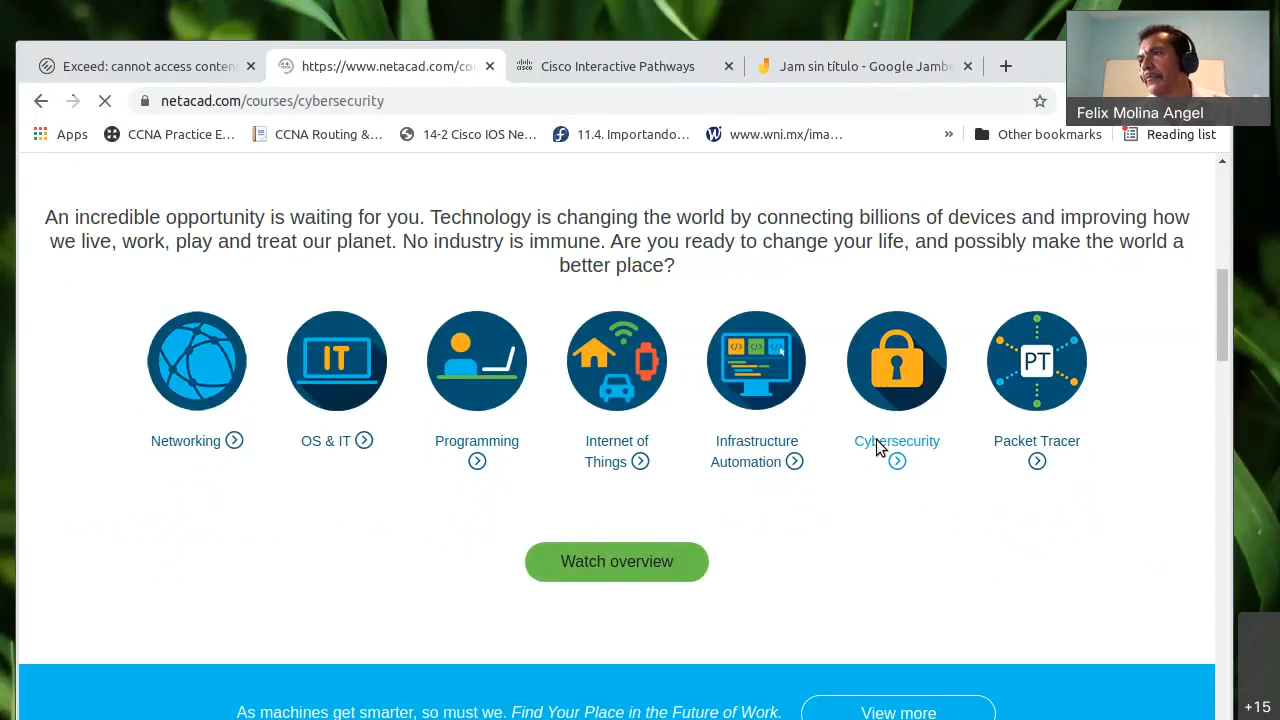 Exceed: cannot access conten
https://www.netacad.com/cou
Cisco Interactive Pathways
Jam sin título - Google Jambo
netacad.com/courses/cybersecurity
Felix Molina Angel
Apps
CCNA Practice E...
CCNA Routing &...
14-2 Cisco IOS Ne...
11.4. Importando...
www.wni.mx/ima...
»
Other bookmarks
Reading list
An incredible opportunity is waiting for you. Technology is changing the world by connecting billions of devices and improving how
we live, work, play and treat our planet. No industry is immune. Are you ready to change your life, and possibly make the world a
better place?
IT
PT
Networking
OS & IT
Programming
Internet of
Things
Infrastructure
Automation
Cybersecurity
Packet Tracer
Watch overview
As machines get smarter, so must we. Find Your Place in the Future of Work.
View more
+15